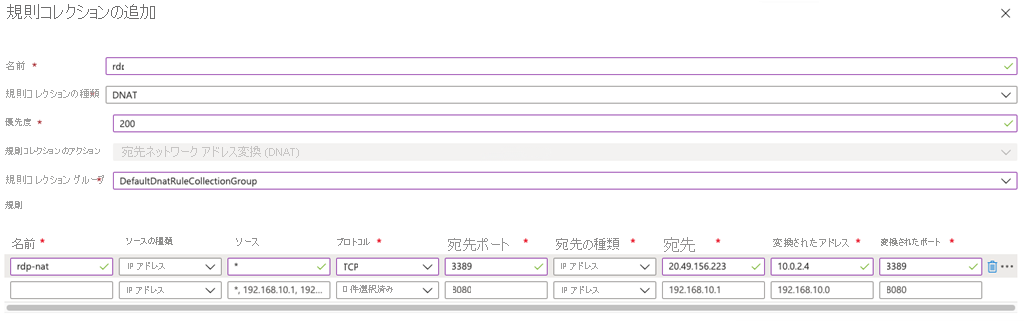 規則コレクションの追加
名前 *
rdp
規則コレクションの種類
DNAT
優先度 *
200
規則コレクションのアクション
宛先ネットワーク アドレス変換 (DNAT)
規則コレクション グループ *
DefaultDnatRuleCollectionGroup
規則
名前 * ソースの種類 ソース プロトコル * 宛先ポート * 宛先の種類 * 宛先 * 変換されたアドレス * 変換されたポート *
rdp-nat IP アドレス * TCP 3389 IP アドレス 20.49.156.223 10.0.2.4 3389
IP アドレス *, 192.168.10.1, 192... 0 件選択済み 8080 IP アドレス 192.168.10.1 192.168.10.0 8080